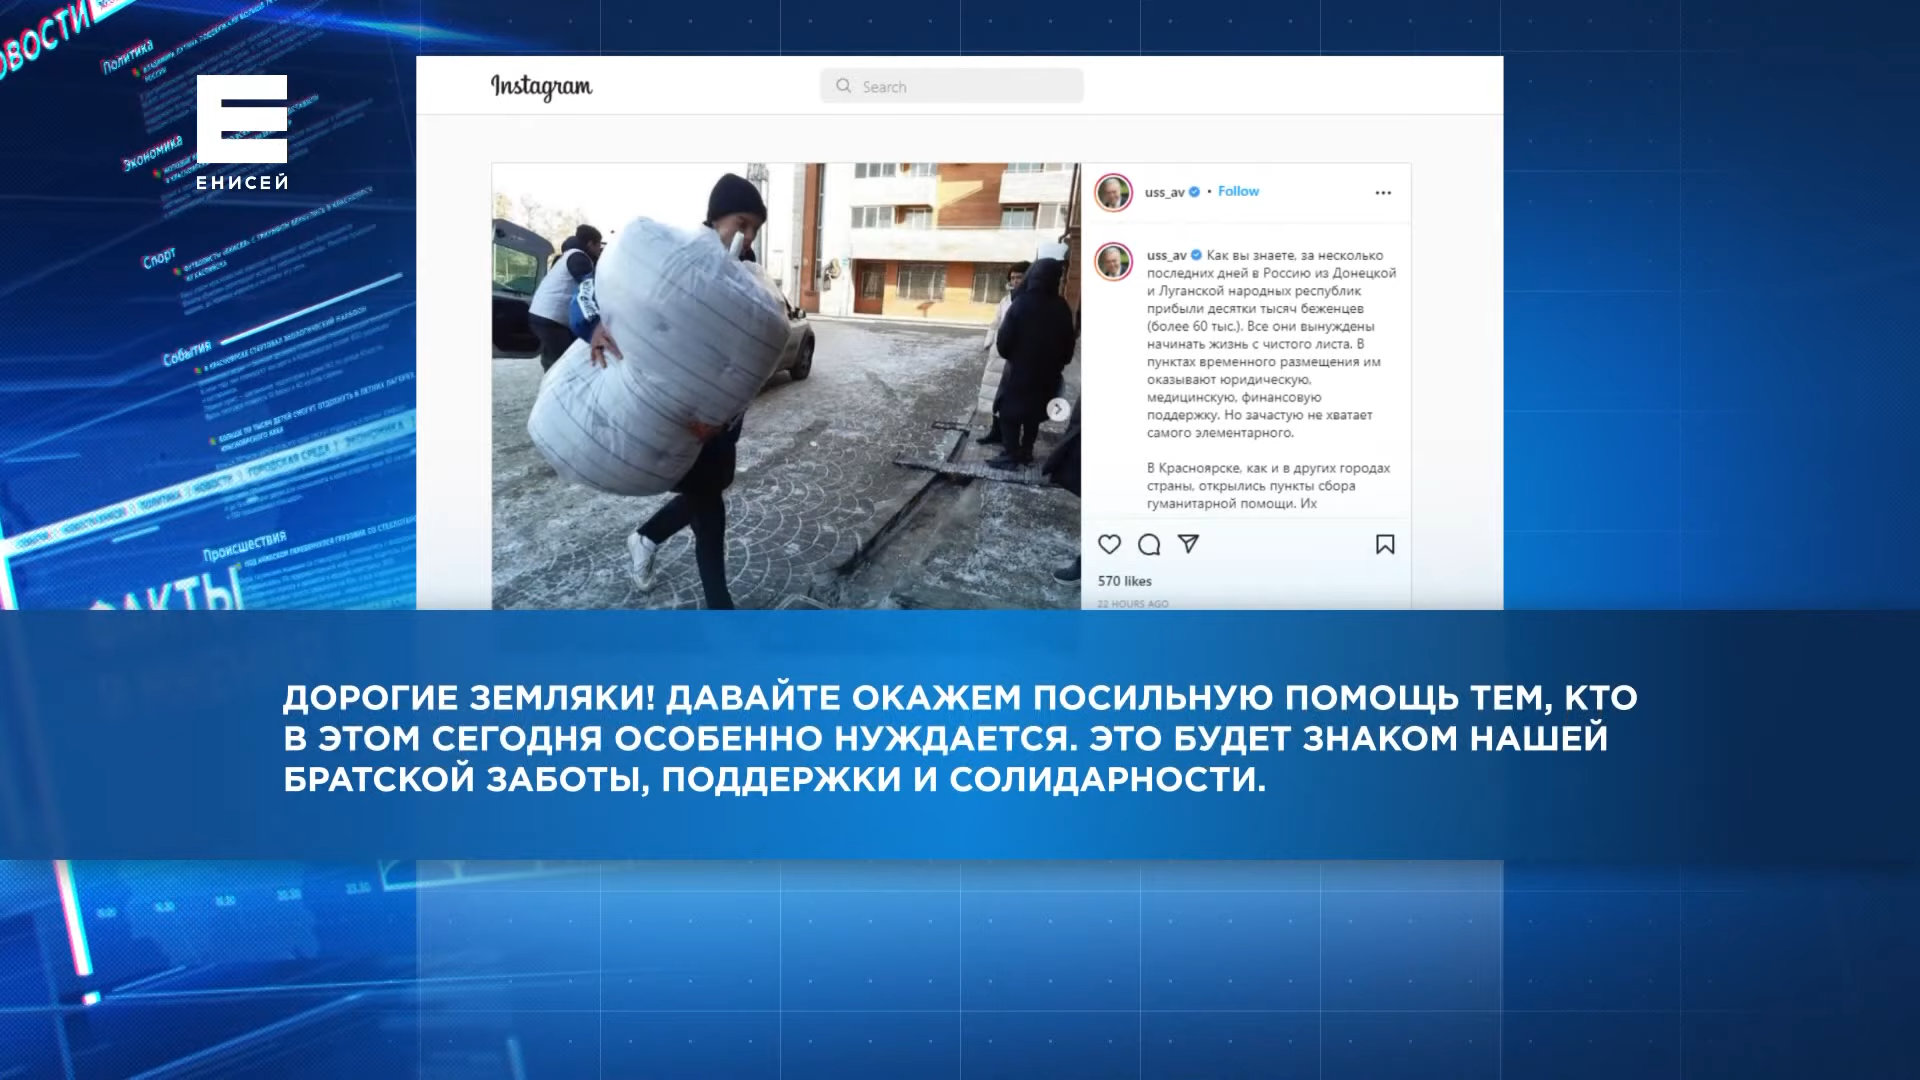 НОВОСТИ
Политика
Экономика
Спорт
События
Происшествия
ФАКТЫ
ЕНИСЕЙ
Instagram
Search
uss_av • Follow
uss_av Как вы знаете, за несколько
последних дней в Россию из Донецкой
и Луганской народных республик
прибыли десятки тысяч беженцев
(более 60 тыс.). Все они вынуждены
начинать жизнь с чистого листа. В
пунктах временного размещения им
оказывают юридическую,
медицинскую, финансовую
поддержку. Но зачастую не хватает
самого элементарного.
В Красноярске, как и в других городах
страны, открылись пункты сбора
гуманитарной помощи. Их
570 likes
22 HOURS AGO
ДОРОГИЕ ЗЕМЛЯКИ! ДАВАЙТЕ ОКАЖЕМ ПОСИЛЬНУЮ ПОМОЩЬ ТЕМ, КТО
В ЭТОМ СЕГОДНЯ ОСОБЕННО НУЖДАЕТСЯ. ЭТО БУДЕТ ЗНАКОМ НАШЕЙ
БРАТСКОЙ ЗАБОТЫ, ПОДДЕРЖКИ И СОЛИДАРНОСТИ.